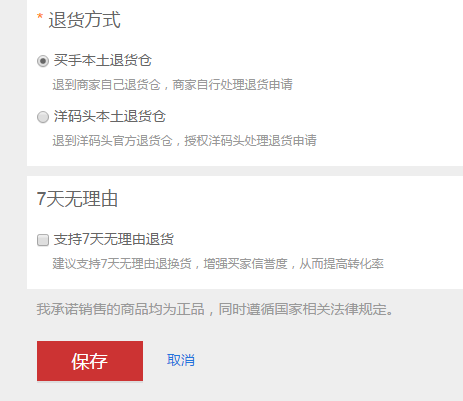 * 退货方式
买手本土退货仓
退到商家自己退货仓，商家自行处理退货申请
洋码头本土退货仓
退到洋码头官方退货仓，授权洋码头处理退货申请
7天无理由
支持7天无理由退货
建议支持7天无理由退换货，增强买家信誉度，从而提高转化率
我承诺销售的商品均为正品，同时遵循国家相关法律规定。
保存 取消